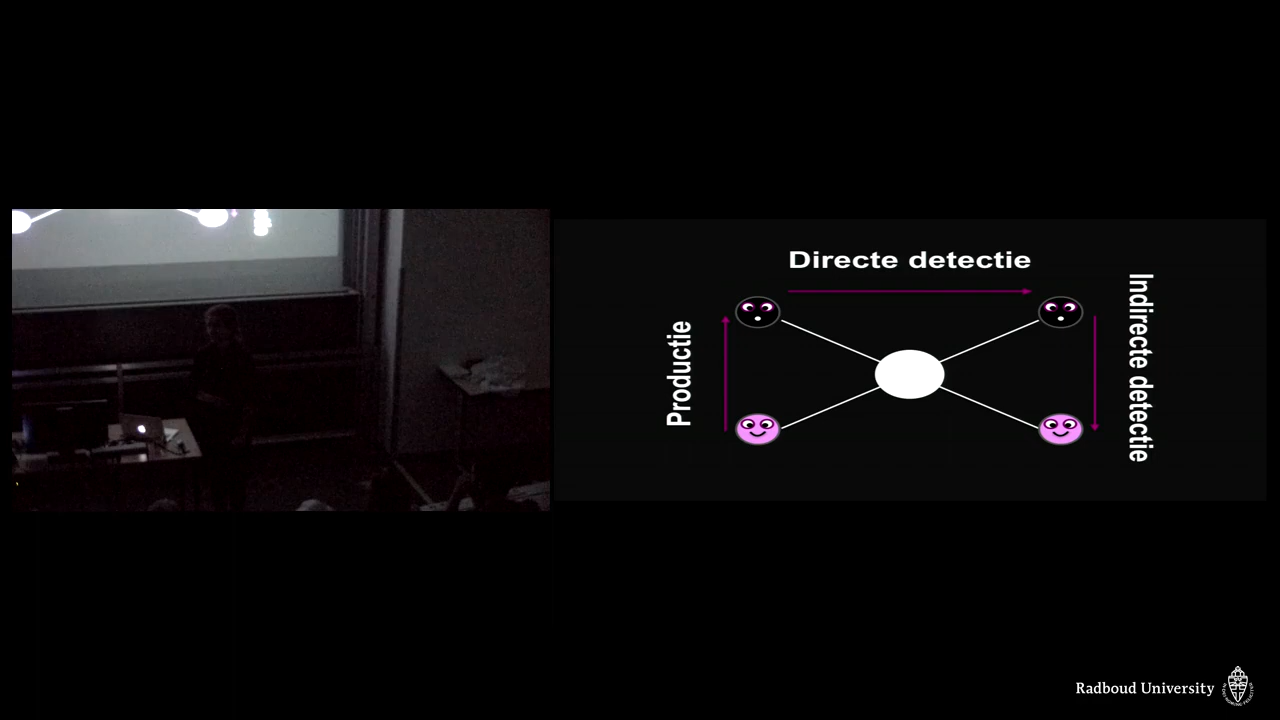 Directe detectie
Productie
Indirecte detectie
Radboud University